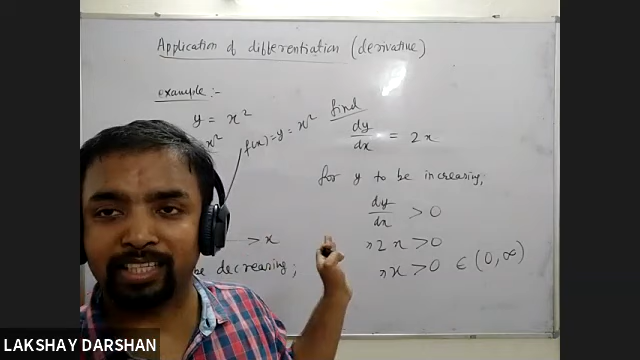 Application of differentiation (derivative)
example:-
y = x²
x²
f(x)=y= x²
> x
be decreasing;
find
dy/dx = 2x
for y to be increasing,
dy/dx > 0
⇒ 2x > 0
⇒ x > 0 ∈ (0, ∞)
LAKSHAY DARSHAN